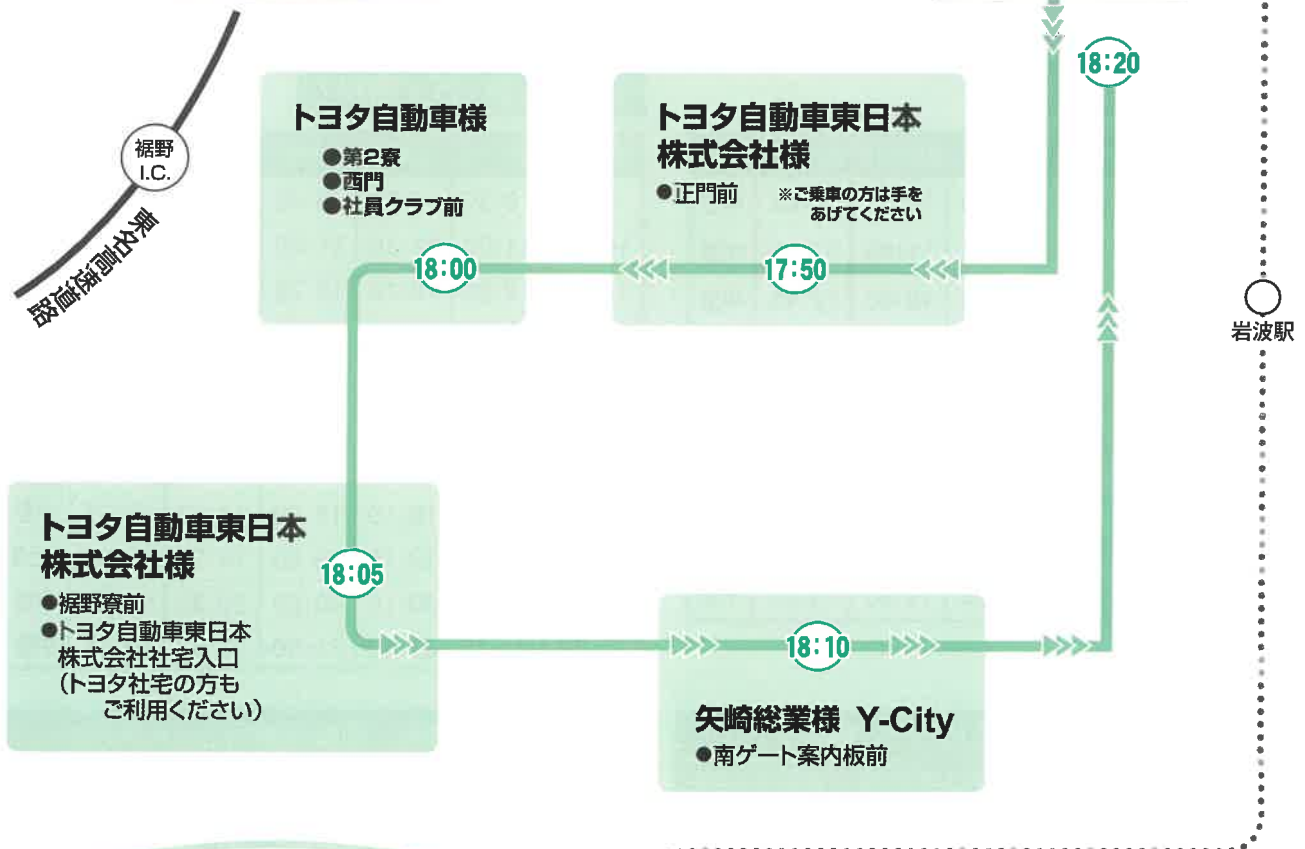 18:20
裾野
I.C.
東名高速道路
トヨタ自動車様
●第2寮
●西門
●社員クラブ前
18:00
トヨタ自動車東日本
株式会社様
●正門前
※ご乗車の方は手を
あげてください
17:50
岩波駅
トヨタ自動車東日本
株式会社様
●裾野寮前
●トヨタ自動車東日本
株式会社社宅入口
(トヨタ社宅の方も
ご利用ください)
18:05
18:10
矢崎総業様 Y-City
●南ゲート案内板前